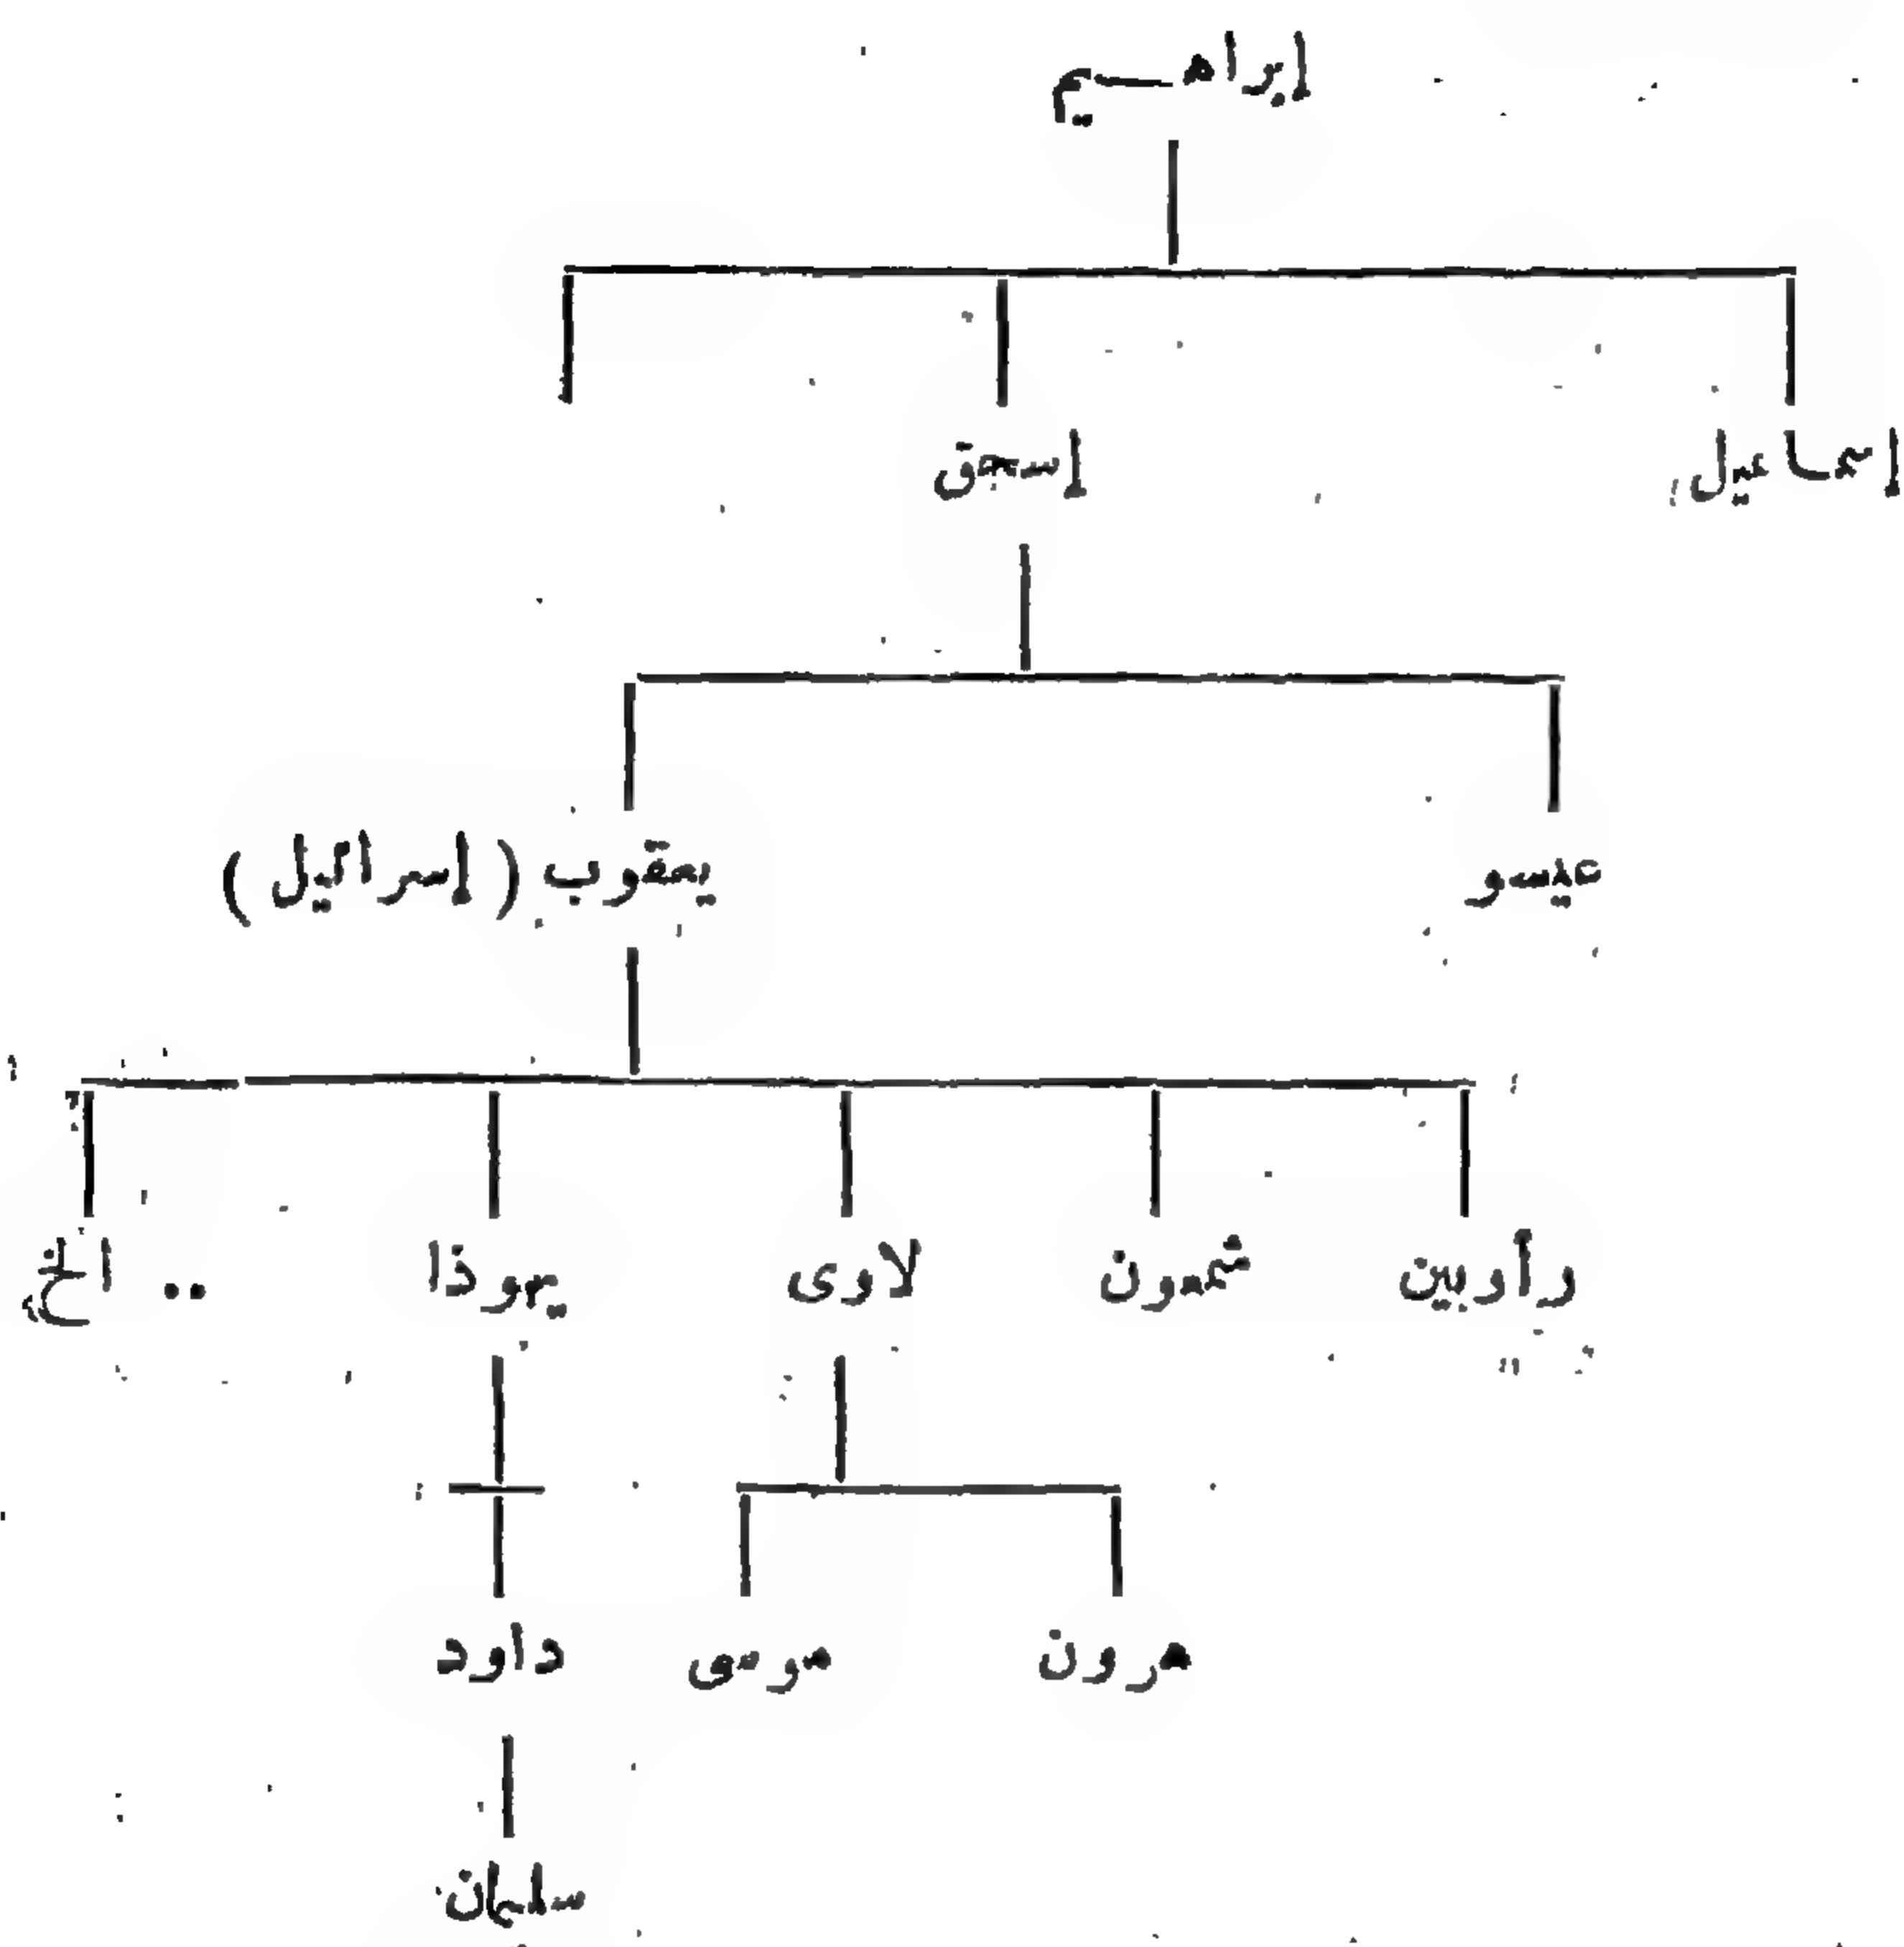 إبراهيم
إسماعيل إسحق
عيسو يعقوب (إسرائيل)
رأوبين شمعون لاوى يهوذا .. الخ
هرون موسى داود
سليمان